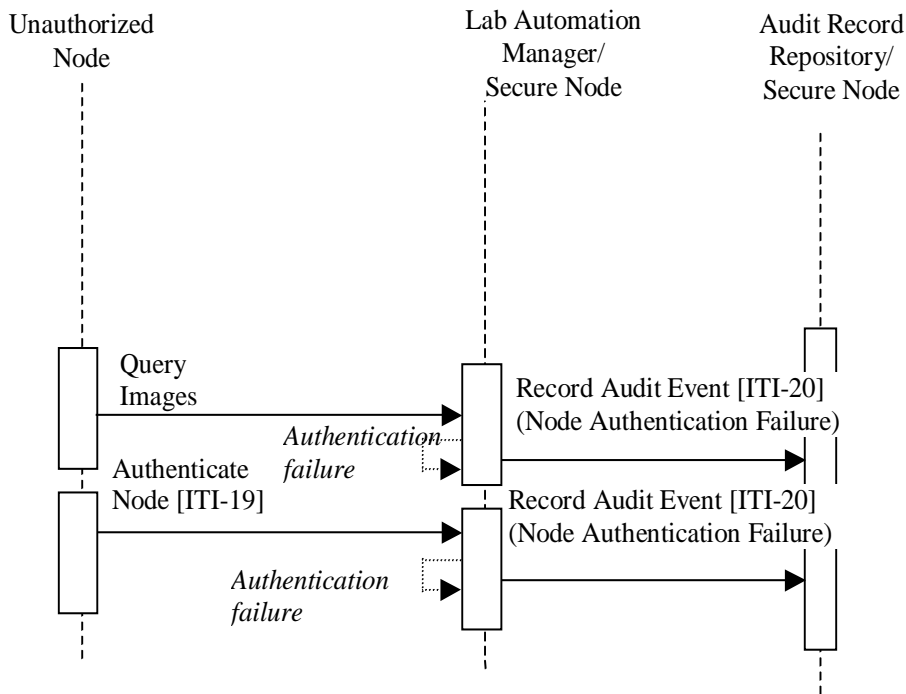 Unauthorized
Node
Lab Automation
Manager/
Secure Node
Audit Record
Repository/
Secure Node
Query
Images
Record Audit Event [ITI-20]
(Node Authentication Failure)
Authentication
failure
Authenticate
Node [ITI-19]
Record Audit Event [ITI-20]
(Node Authentication Failure)
Authentication
failure